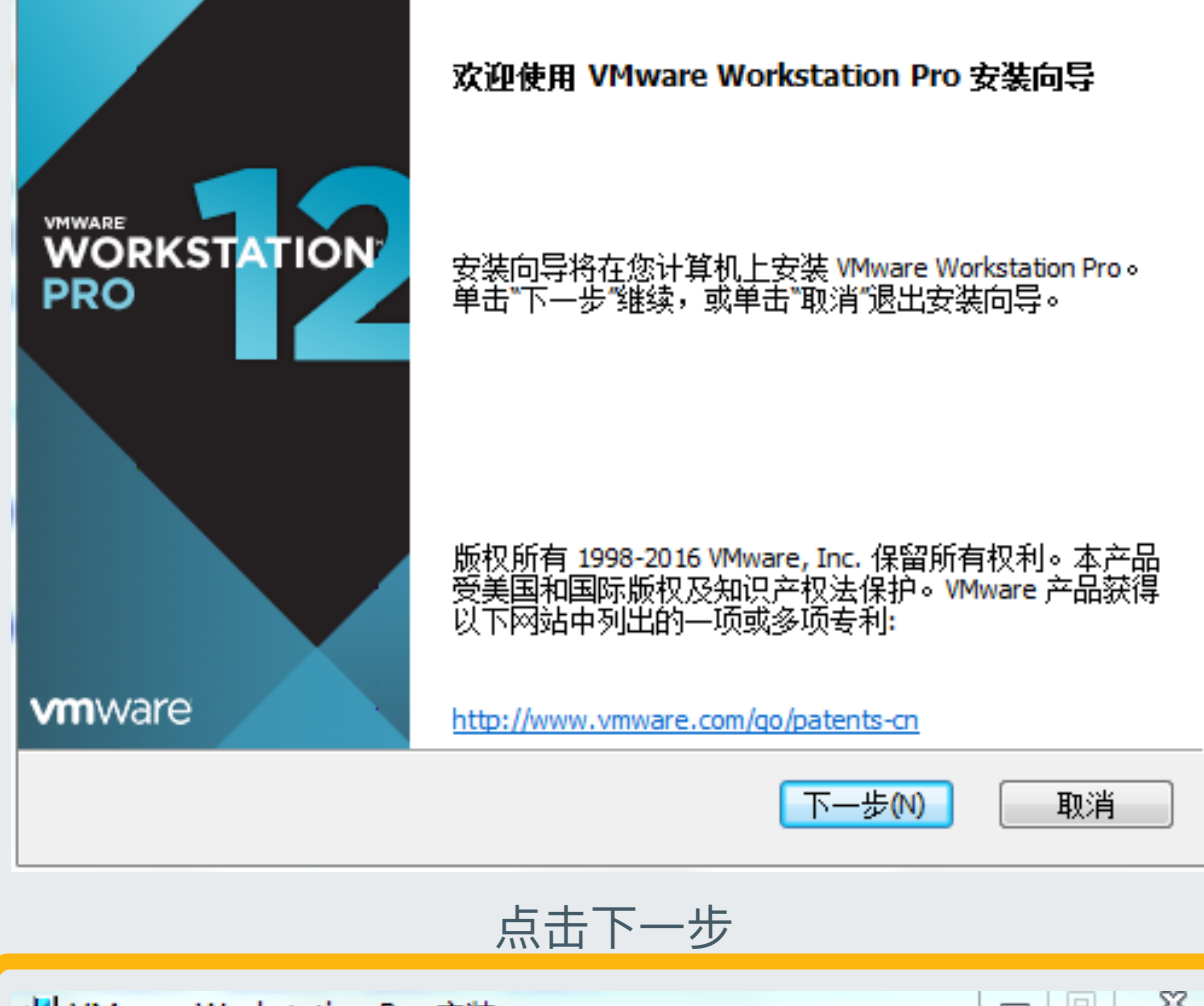 欢迎使用 VMware Workstation Pro 安装向导
12
VMWARE
WORKSTATION™
PRO
安装向导将在您计算机上安装 VMware Workstation Pro。
单击"下一步"继续，或单击"取消"退出安装向导。
版权所有 1998-2016 VMware, Inc. 保留所有权利。本产品
受美国和国际版权及知识产权法保护。VMware 产品获得
以下网站中列出的一项或多项专利:
vmware
http://www.vmware.com/go/patents-cn
下一步(N)
取消
点击下一步
VMware Workstation Pro 安装